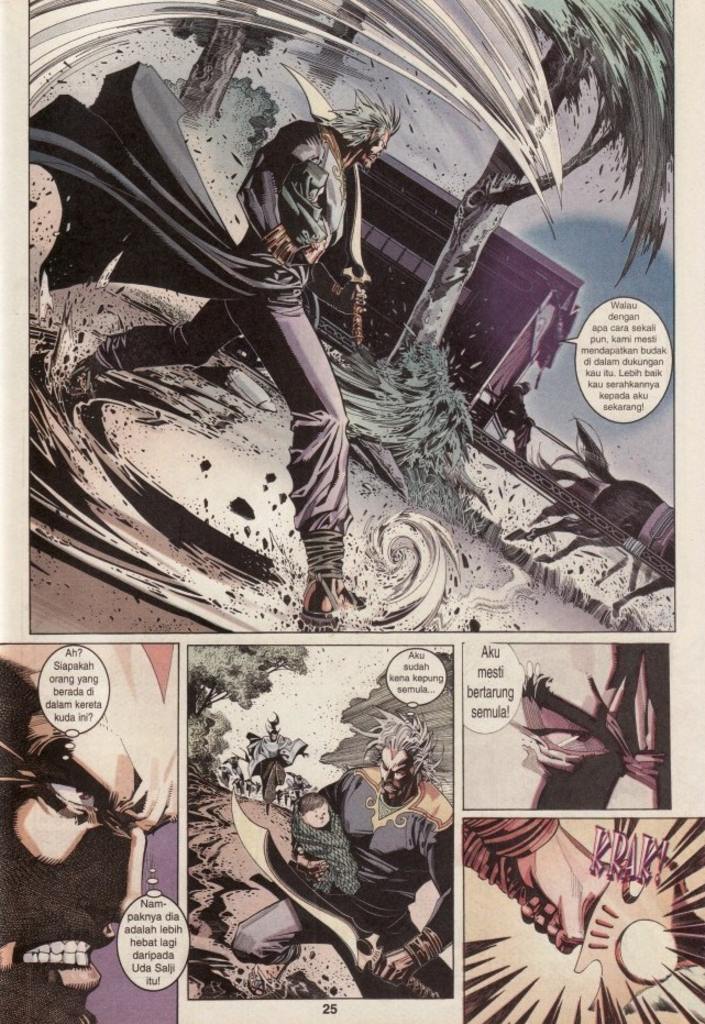 Walau
dengan
apa cara sekali
pun, kami mesti
mendapatkan budak
di dalam dukungan
kau itu. Lebih baik
kau serahkannya
kepada aku
sekarang!
Ah?
Siapakah
orang yang
berada di
dalam kereta
kuda ini?
Nam-
paknya dia
adalah lebih
hebat lagi
daripada
Uda Salji
itu!
Aku
sudah
kena kepung
semula...
Aku
mesti
bertarung
semula!
KRAK!
25